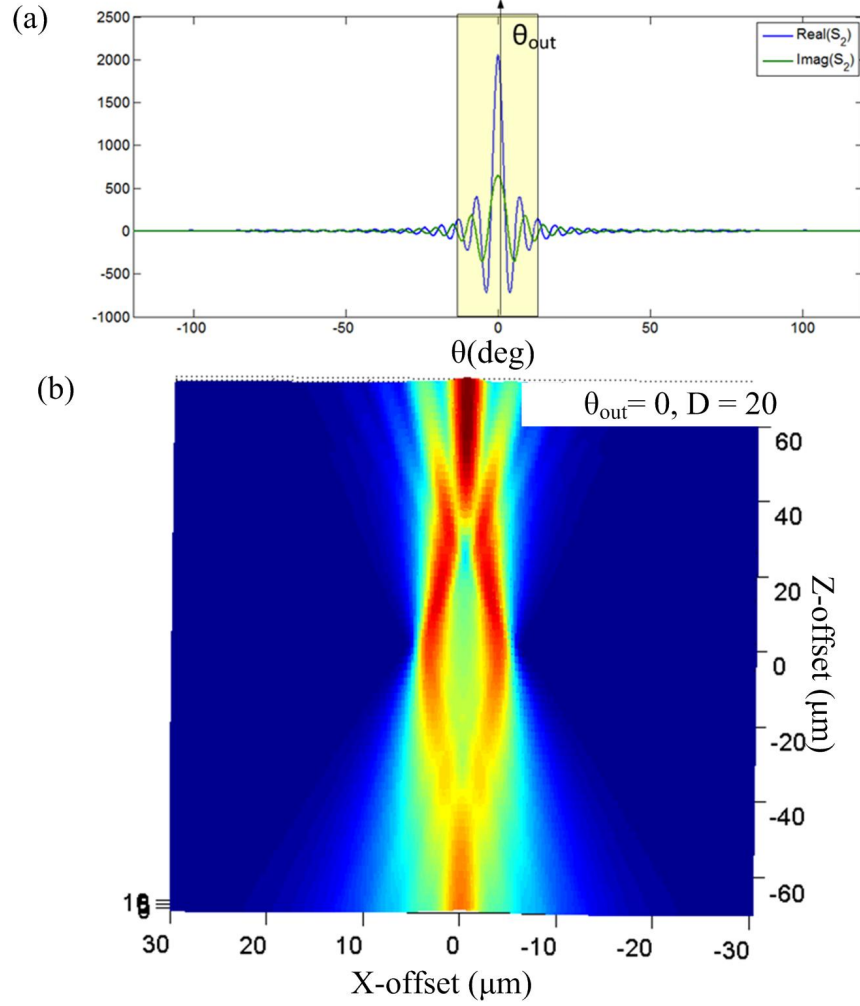 (a)
2500
2000
1500
1000
500
0
-500
-1000
θout
Real(S2)
Imag(S2)
-100 -50 0 50 100
θ(deg)
(b)
θout= 0, D = 20
60
40
20
0
-20
-40
-60
Z-offset (μm)
30 20 10 0 -10 -20 -30
X-offset (μm)